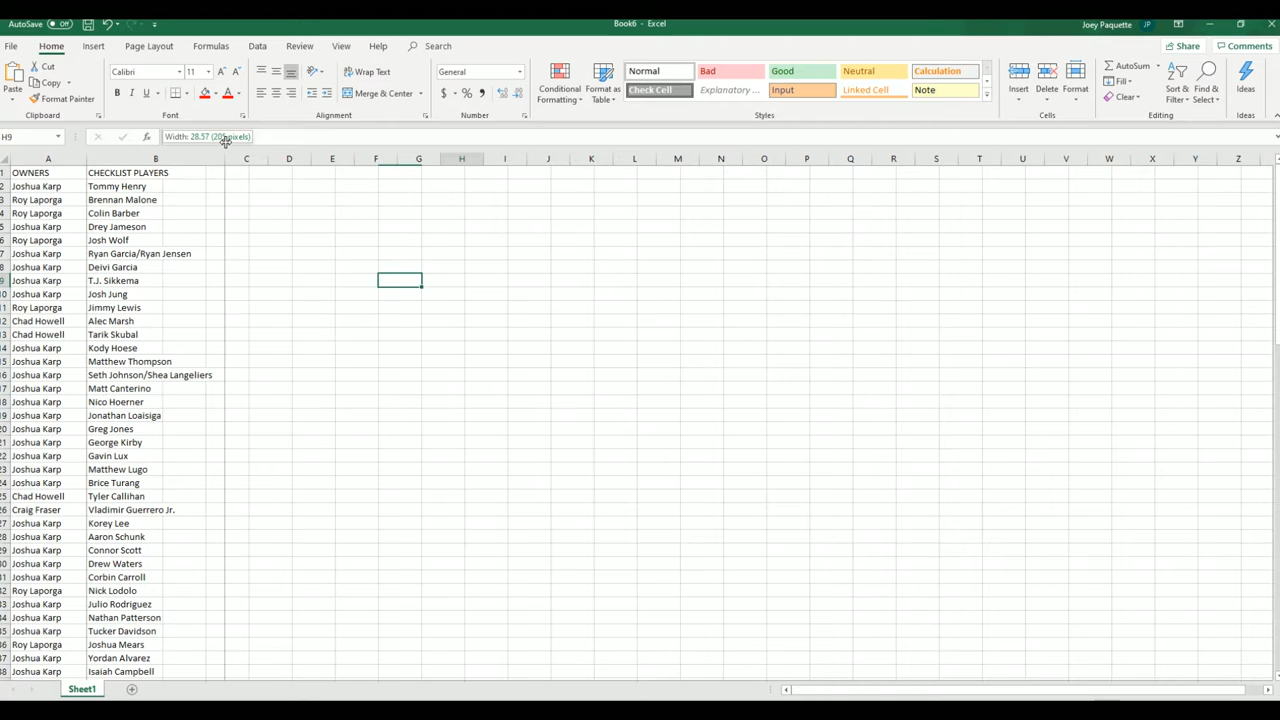 AutoSave Off Book6 - Excel Joey Paquette JP
File Home Insert Page Layout Formulas Data Review View Help Search Share Comments
Cut Calibri 11 Wrap Text General Normal Bad Good Neutral Calculation AutoSum
Copy Conditional Formatting Format as Table Fill Sort & Filter Find & Select
Paste Format Painter B I U Merge & Center $ % Check Cell Explanatory ... Input Linked Cell Note Insert Delete Format Clear Ideas
Clipboard Font Alignment Number Styles Cells Editing Ideas
H9 fx Width: 28.57 (205 pixels)
A B C D E F G H I J K L M N O P Q R S T U V W X Y Z
1 OWNERS CHECKLIST PLAYERS
2 Joshua Karp Tommy Henry
3 Roy Laporga Brennan Malone
4 Roy Laporga Colin Barber
5 Joshua Karp Drey Jameson
6 Roy Laporga Josh Wolf
7 Joshua Karp Ryan Garcia/Ryan Jensen
8 Joshua Karp Deivi Garcia
9 Joshua Karp T.J. Sikkema
10 Joshua Karp Josh Jung
11 Roy Laporga Jimmy Lewis
12 Chad Howell Alec Marsh
13 Chad Howell Tarik Skubal
14 Joshua Karp Kody Hoese
15 Joshua Karp Matthew Thompson
16 Joshua Karp Seth Johnson/Shea Langeliers
17 Joshua Karp Matt Canterino
18 Joshua Karp Nico Hoerner
19 Joshua Karp Jonathan Loaisiga
20 Joshua Karp Greg Jones
21 Joshua Karp George Kirby
22 Joshua Karp Gavin Lux
23 Joshua Karp Matthew Lugo
24 Joshua Karp Brice Turang
25 Chad Howell Tyler Callihan
26 Craig Fraser Vladimir Guerrero Jr.
27 Joshua Karp Korey Lee
28 Joshua Karp Aaron Schunk
29 Joshua Karp Connor Scott
30 Joshua Karp Drew Waters
31 Joshua Karp Corbin Carroll
32 Roy Laporga Nick Lodolo
33 Joshua Karp Julio Rodriguez
34 Joshua Karp Nathan Patterson
35 Joshua Karp Tucker Davidson
36 Roy Laporga Joshua Mears
37 Joshua Karp Yordan Alvarez
38 Joshua Karp Isaiah Campbell
Sheet1